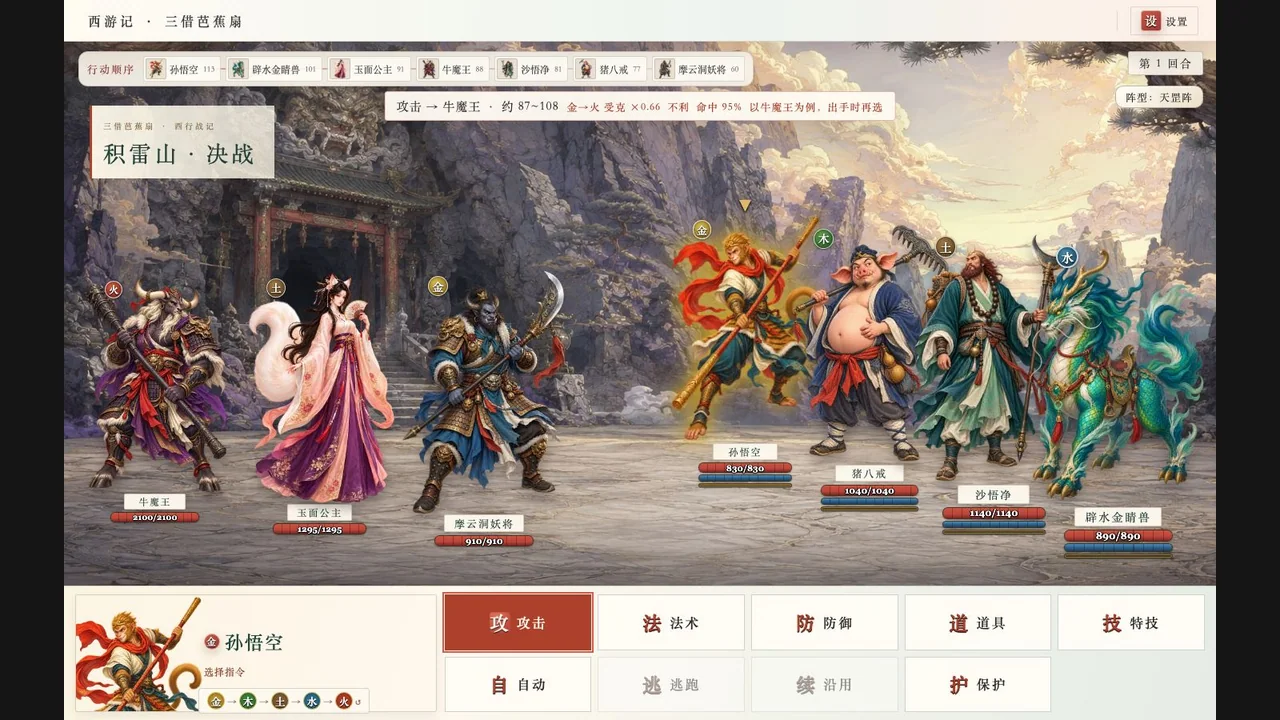 西游记 · 三借芭蕉扇
设 设置
行动顺序 孙悟空 113 辟水金睛兽 101 玉面公主 91 牛魔王 88 沙悟净 81 猪八戒 77 摩云洞妖将 60
第 1 回合
攻击 → 牛魔王 · 约 87~108 金→火 受克 ×0.66 不利 命中 95% 以牛魔王为例，出手时再选
阵型：天罡阵
三借芭蕉扇 · 西行战记
积雷山 · 决战
金
木
土
水
火
土
金
孙悟空
830/830
猪八戒
1040/1040
沙悟净
1140/1140
辟水金睛兽
890/890
牛魔王
2100/2100
玉面公主
1295/1295
摩云洞妖将
910/910
金 孙悟空
选择指令
金 → 木 → 土 → 水 → 火 ↺
攻 攻击
法 法术
防 防御
道 道具
技 特技
自 自动
逃 逃跑
续 沿用
护 保护